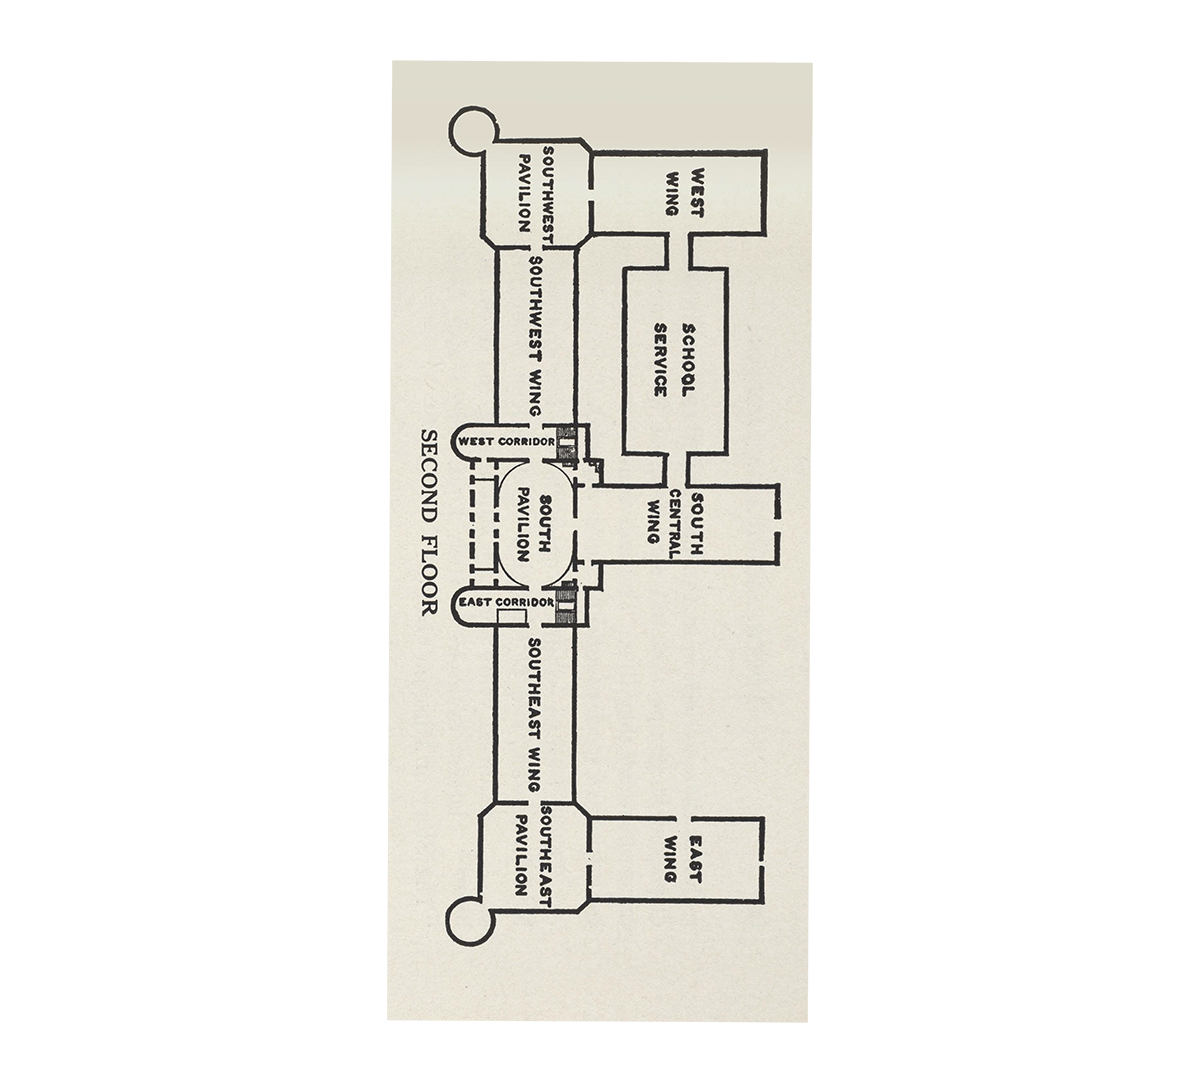 WEST
WING
SOUTHWEST
PAVILION
SCHOOL
SERVICE
SOUTHWEST WING
WEST CORRIDOR
SOUTH
CENTRAL
WING
SOUTH
PAVILION
EAST CORRIDOR
SOUTHEAST WING
EAST
WING
SOUTHEAST
PAVILION
SECOND FLOOR